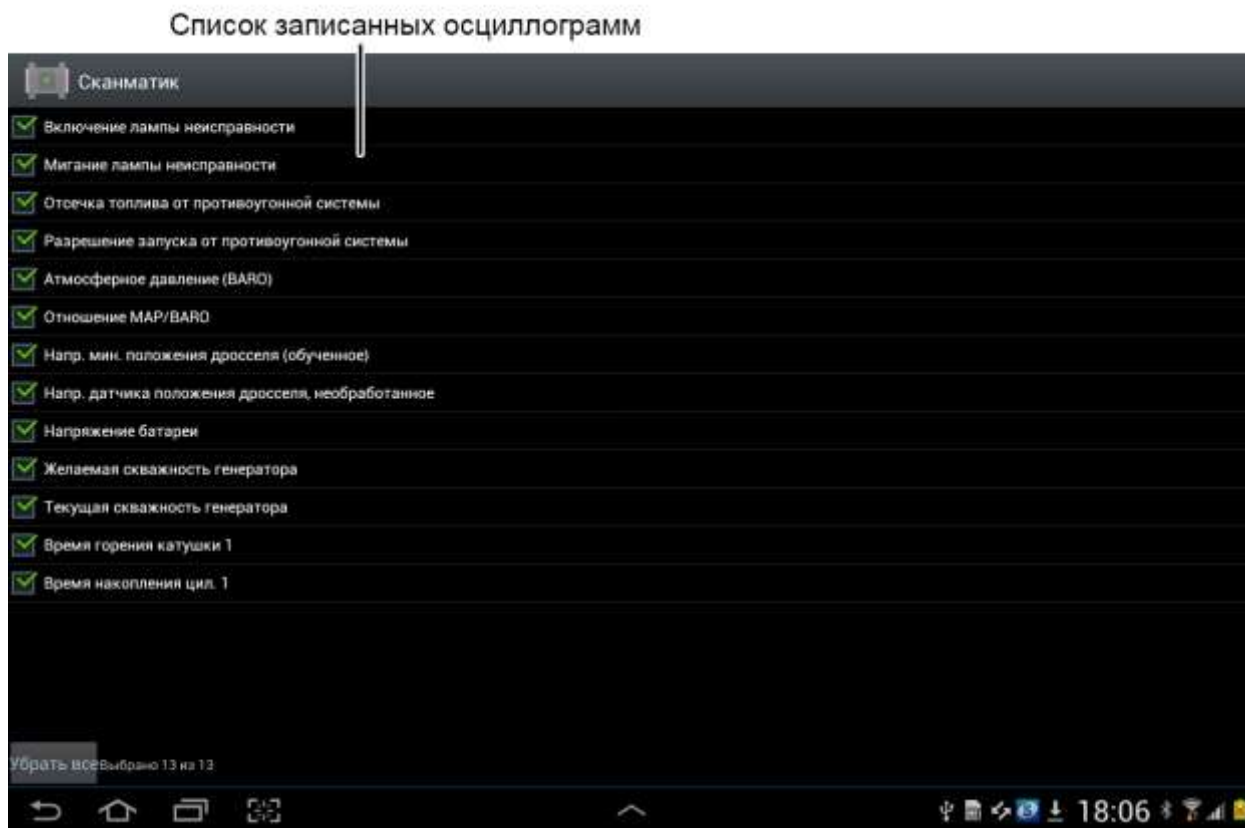 Список записанных осциллограмм
Сканматик
Включение лампы неисправности
Мигание лампы неисправности
Отсечка топлива от противоугонной системы
Разрешение запуска от противоугонной системы
Атмосферное давление (BARO)
Отношение MAP/BARO
Напр. мин. положения дросселя (обученное)
Напр. датчика положения дросселя, необработанное
Напряжение батареи
Желаемая скважность генератора
Текущая скважность генератора
Время горения катушки 1
Время накопления цил. 1
Убрать все Выбрано 13 из 13
18:06